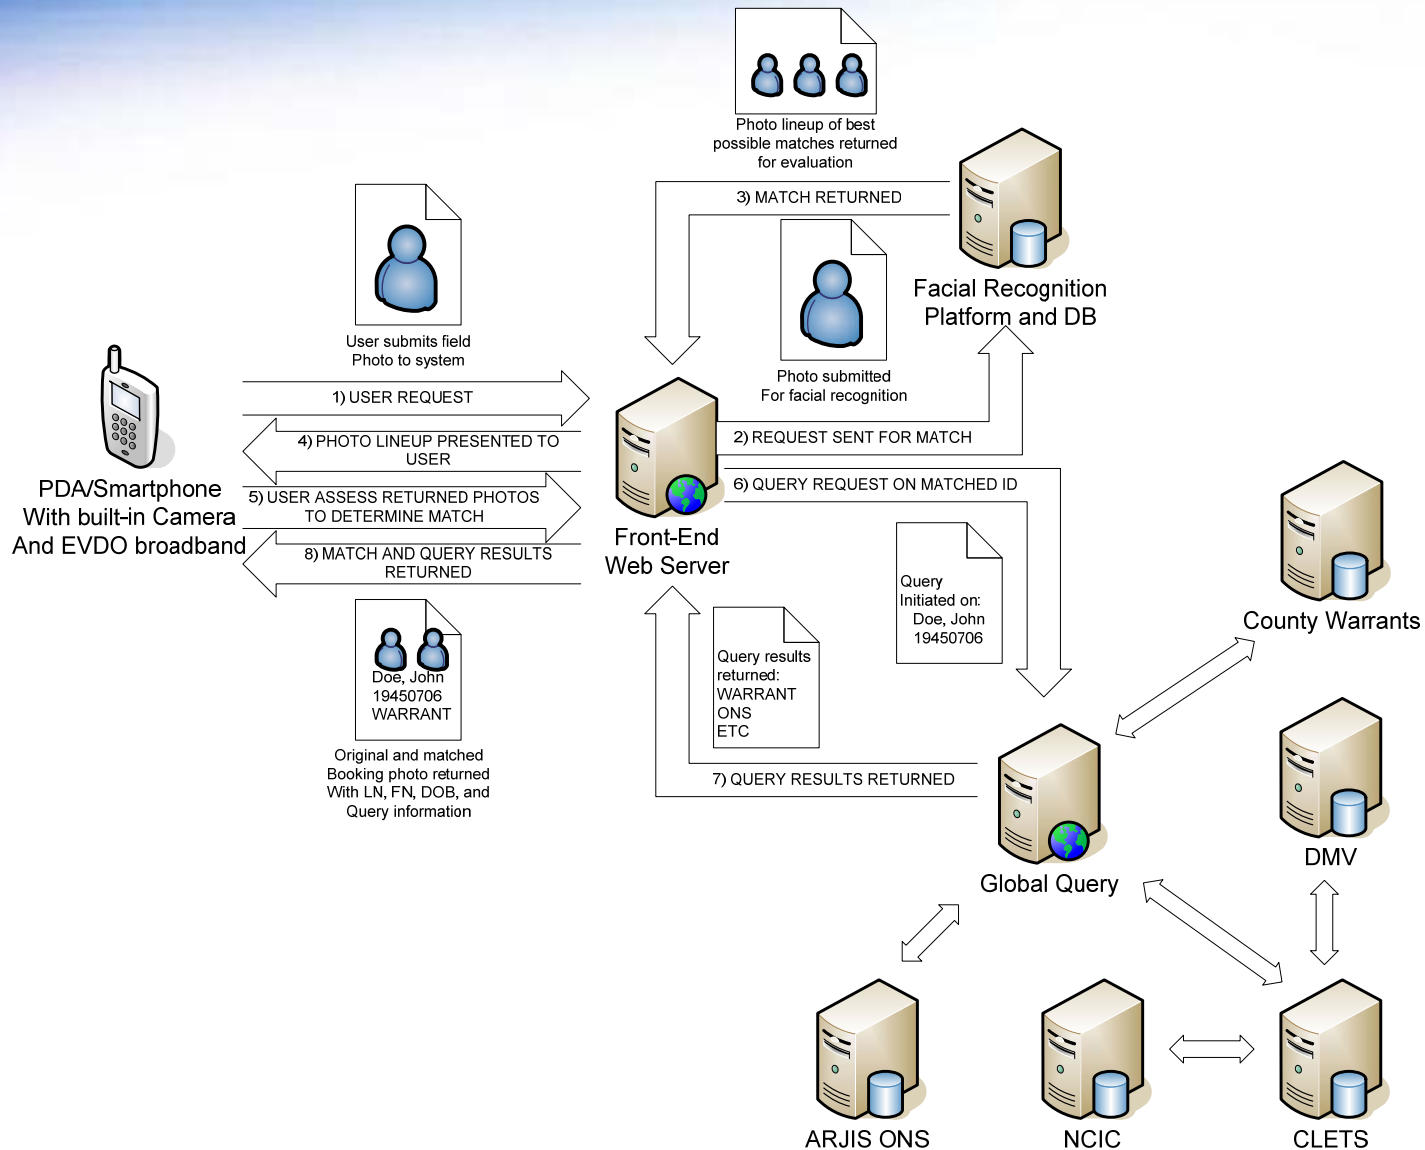 Photo lineup of best
possible matches returned
for evaluation
3) MATCH RETURNED
Facial Recognition
Platform and DB
User submits field
Photo to system
Photo submitted
For facial recognition
1) USER REQUEST
4) PHOTO LINEUP PRESENTED TO
USER
5) USER ASSESS RETURNED PHOTOS
TO DETERMINE MATCH
8) MATCH AND QUERY RESULTS
RETURNED
PDA/Smartphone
With built-in Camera
And EVDO broadband
2) REQUEST SENT FOR MATCH
6) QUERY REQUEST ON MATCHED ID
Front-End
Web Server
Query
Initiated on:
Doe, John
19450706
County Warrants
Doe, John
19450706
WARRANT
Original and matched
Booking photo returned
With LN, FN, DOB, and
Query information
Query results
returned:
WARRANT
ONS
ETC
7) QUERY RESULTS RETURNED
Global Query
DMV
ARJIS ONS
NCIC
CLETS